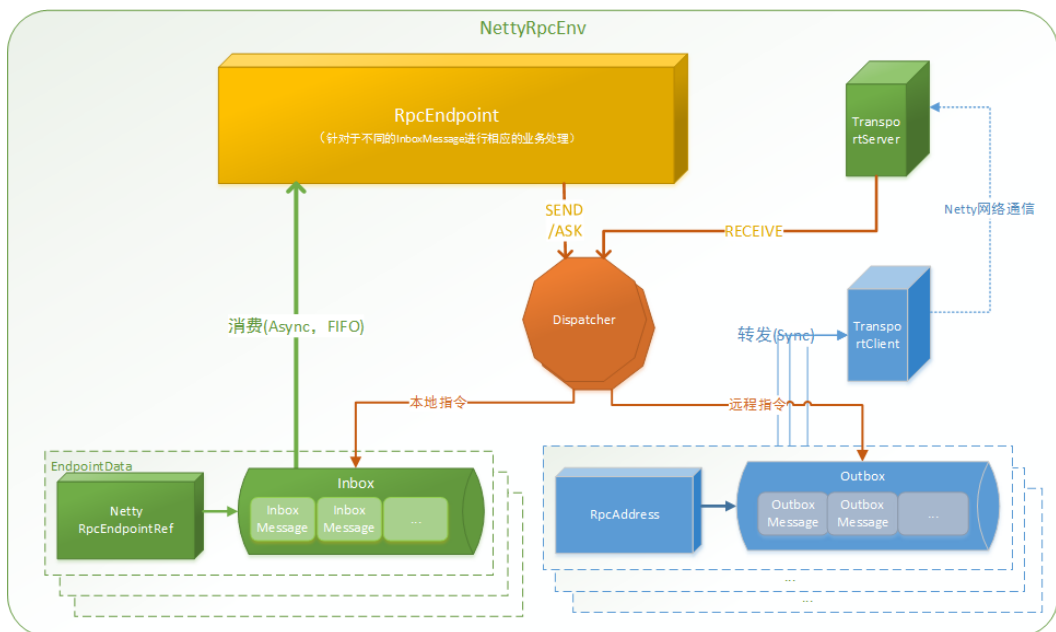 NettyRpcEnv
RpcEndpoint
（针对于不同的InboxMessage进行相应的业务处理）
Transpo
rtServer
SEND
/ASK
RECEIVE
Netty网络通信
消费(Async，FIFO)
Dispatcher
转发(Sync)
Transpo
rtClient
本地指令
远程指令
EndpointData
Netty
RpcEndpointRef
Inbox
Inbox
Message
Inbox
Message
...
RpcAddress
Outbox
Outbox
Message
Outbox
Message
...
...
...